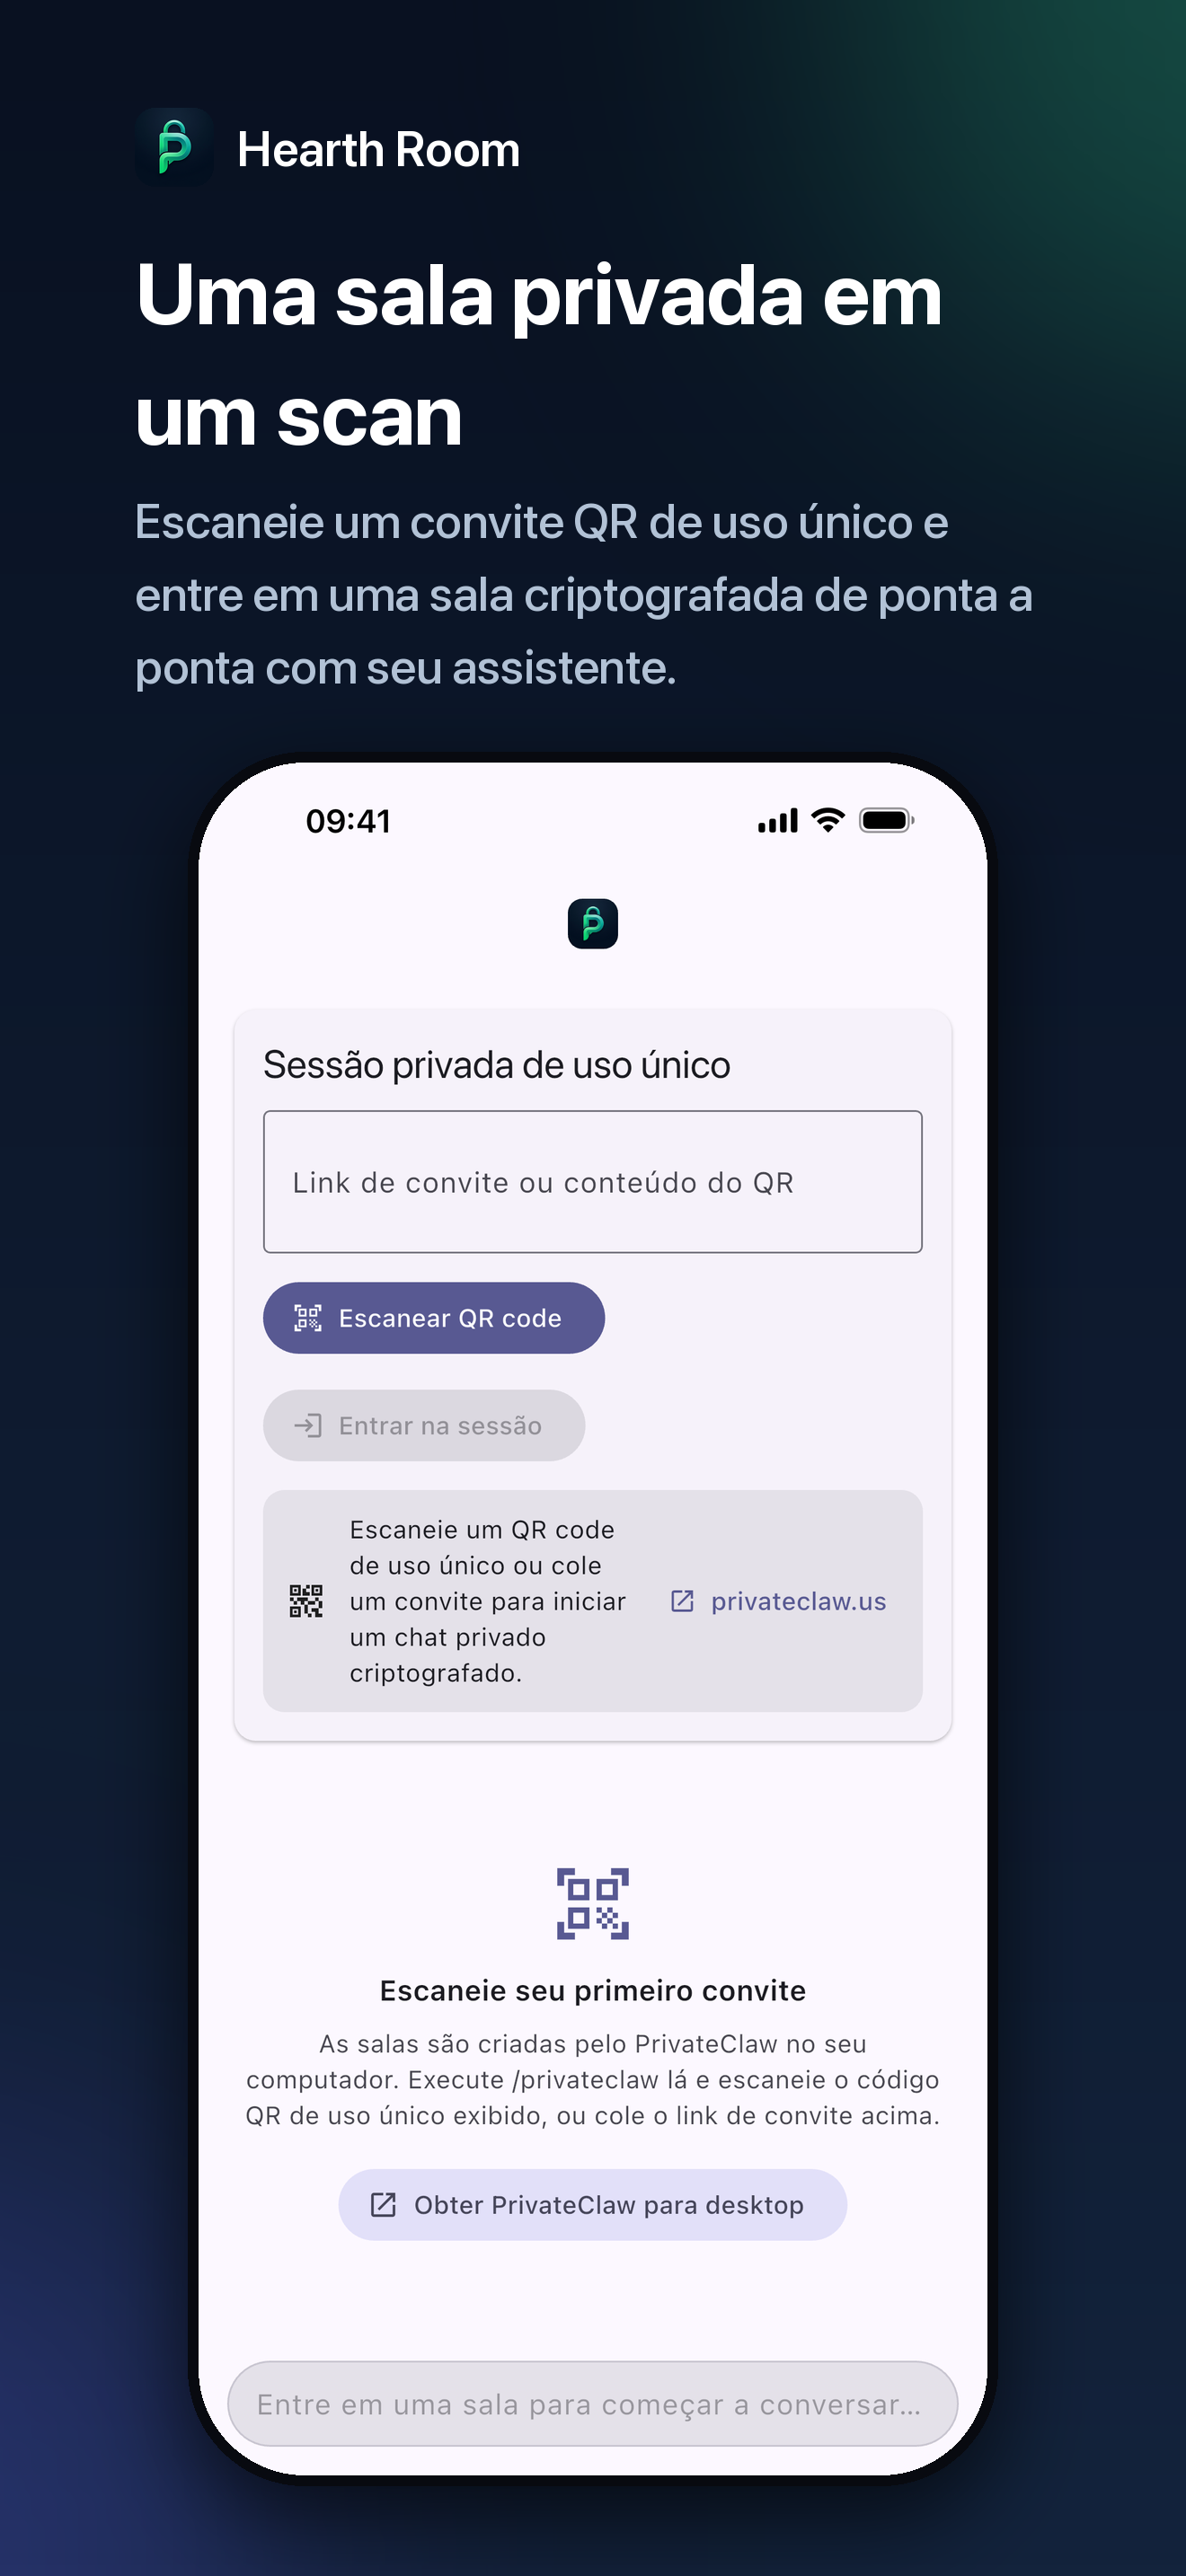 Hearth Room
Uma sala privada em
um scan
Escaneie um convite QR de uso único e
entre em uma sala criptografada de ponta a
ponta com seu assistente.
09:41
Sessão privada de uso único
Link de convite ou conteúdo do QR
Escanear QR code
Entrar na sessão
Escaneie um QR code
de uso único ou cole
um convite para iniciar
um chat privado
criptografado.
privateclaw.us
Escaneie seu primeiro convite
As salas são criadas pelo PrivateClaw no seu
computador. Execute /privateclaw lá e escaneie o código
QR de uso único exibido, ou cole o link de convite acima.
Obter PrivateClaw para desktop
Entre em uma sala para começar a conversar...